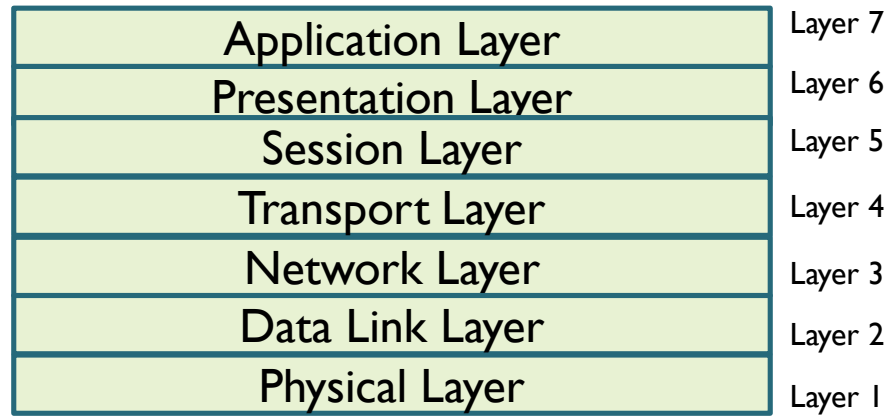 Application Layer Layer 7
Presentation Layer Layer 6
Session Layer Layer 5
Transport Layer Layer 4
Network Layer Layer 3
Data Link Layer Layer 2
Physical Layer Layer 1